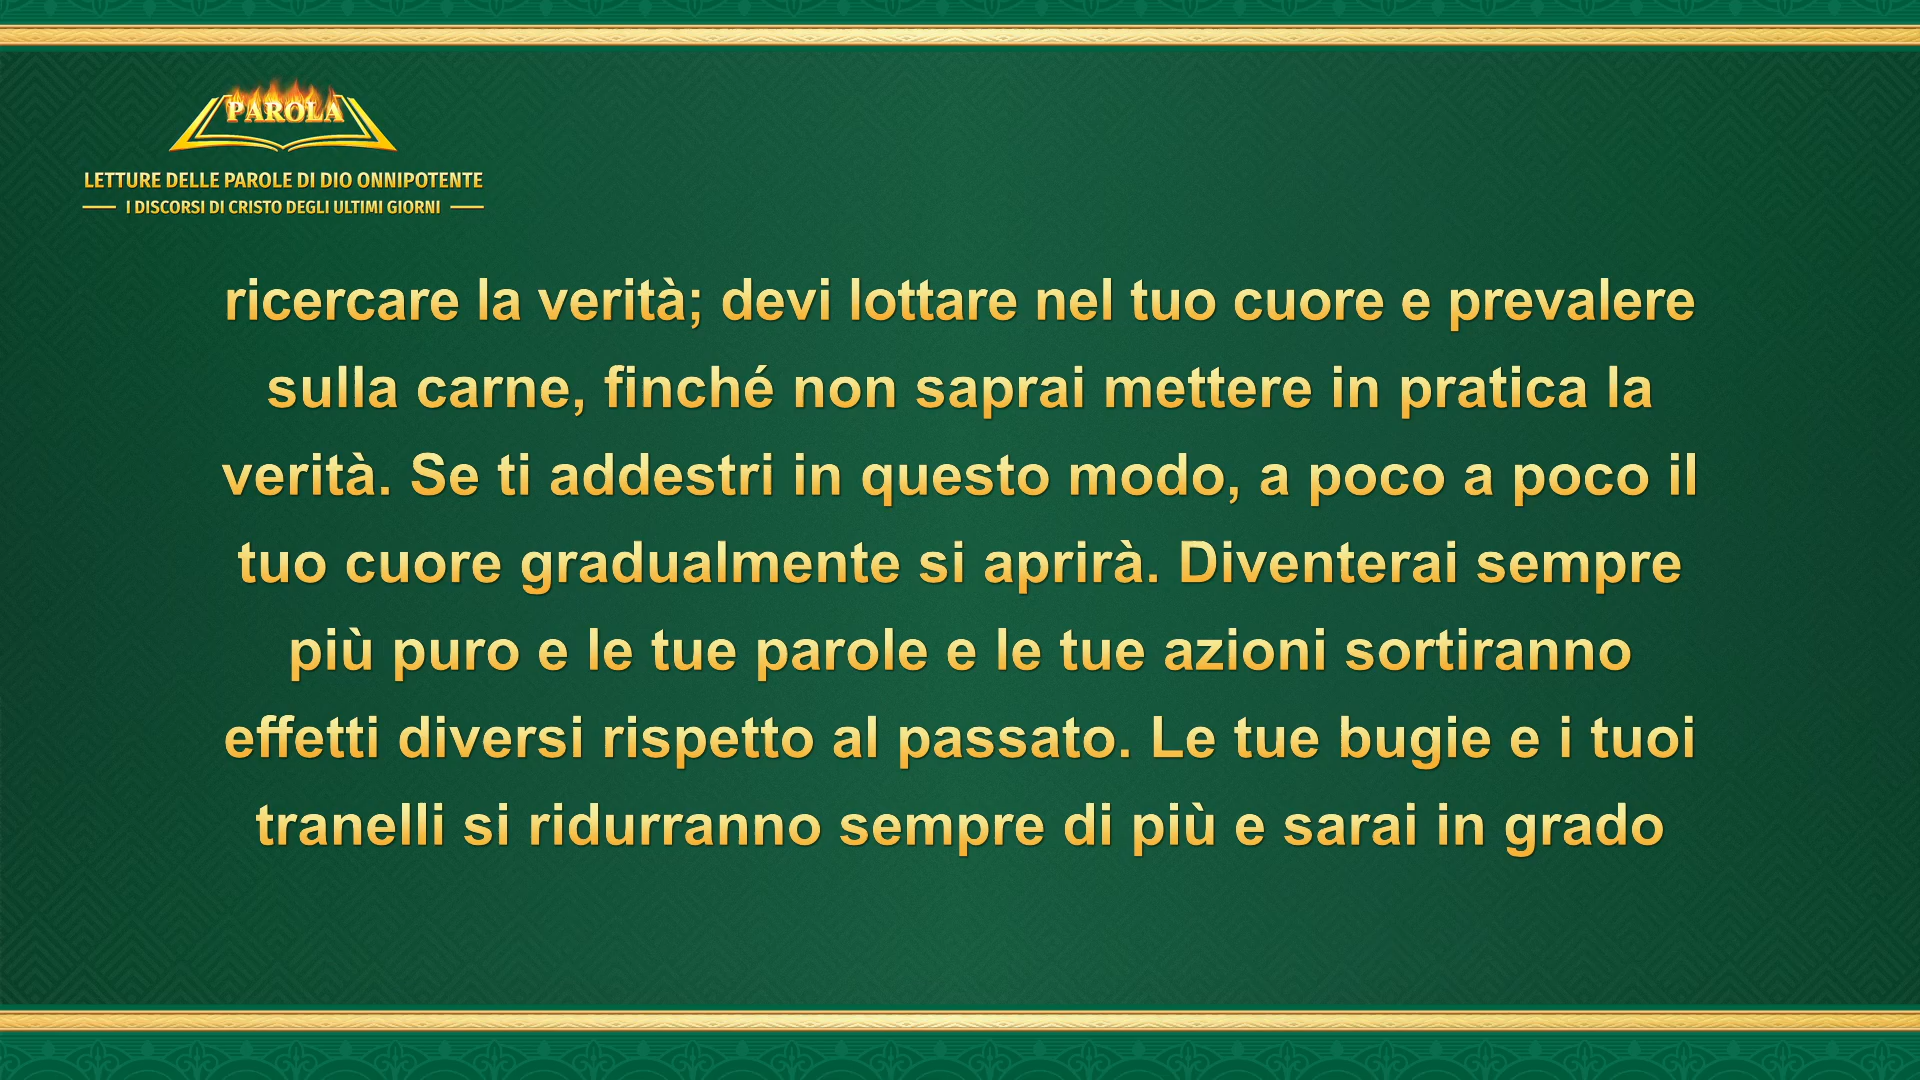 PAROLA
LETTURE DELLE PAROLE DI DIO ONNIPOTENTE
I DISCORSI DI CRISTO DEGLI ULTIMI GIORNI
ricercare la verità; devi lottare nel tuo cuore e prevalere
sulla carne, finché non saprai mettere in pratica la
verità. Se ti addestri in questo modo, a poco a poco il
tuo cuore gradualmente si aprirà. Diventerai sempre
più puro e le tue parole e le tue azioni sortiranno
effetti diversi rispetto al passato. Le tue bugie e i tuoi
tranelli si ridurranno sempre di più e sarai in grado